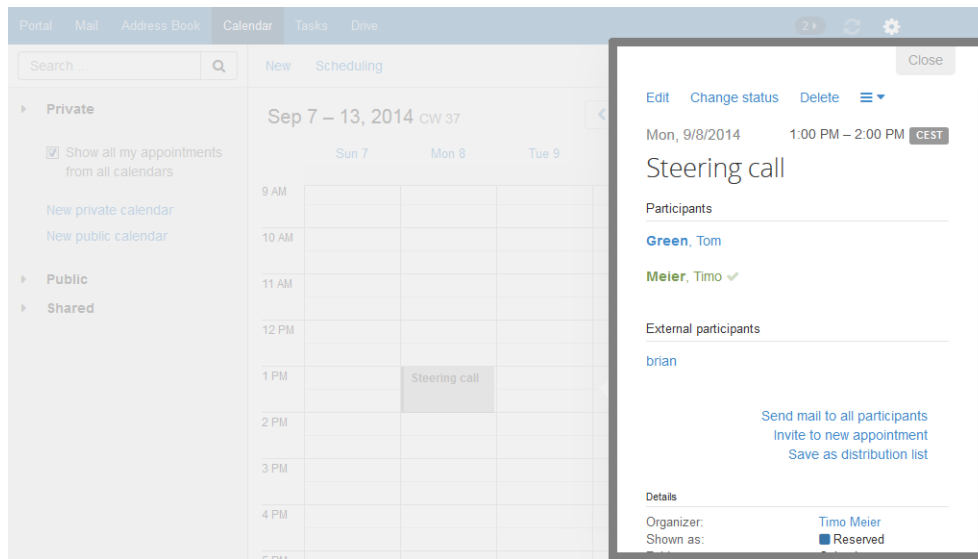 Portal Mail Address Book Calendar Tasks Drive 2
Search ...
Private
Show all my appointments
from all calendars
New private calendar
New public calendar
Public
Shared
New Scheduling
Sep 7 – 13, 2014 CW 37
Sun 7 Mon 8 Tue 9
9 AM
10 AM
11 AM
12 PM
1 PM Steering call
2 PM
3 PM
4 PM
Close
Edit Change status Delete
Mon, 9/8/2014 1:00 PM – 2:00 PM CEST
Steering call
Participants
Green, Tom
Meier, Timo
External participants
brian
Send mail to all participants
Invite to new appointment
Save as distribution list
Details
Organizer: Timo Meier
Shown as: Reserved